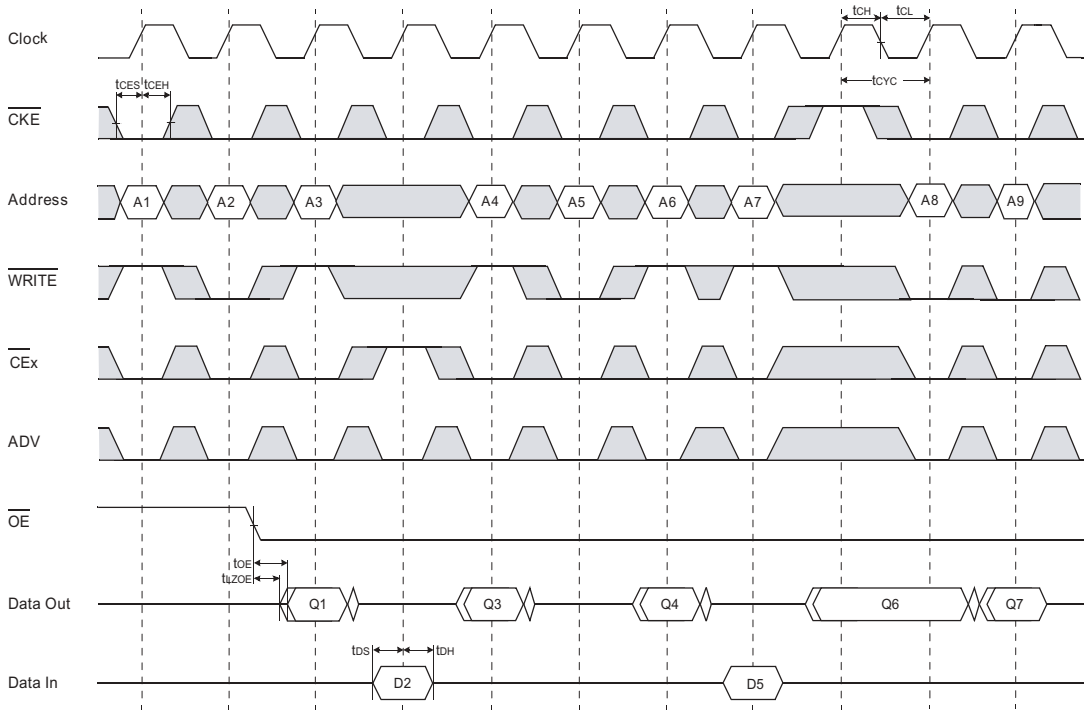 Clock
tCH
tCL
tCYC
tCES
tCEH
CKE
Address
A1
A2
A3
A4
A5
A6
A7
A8
A9
WRITE
CEx
ADV
OE
tOE
tLZOE
Data Out
Q1
Q3
Q4
Q6
Q7
tDS
tDH
Data In
D2
D5